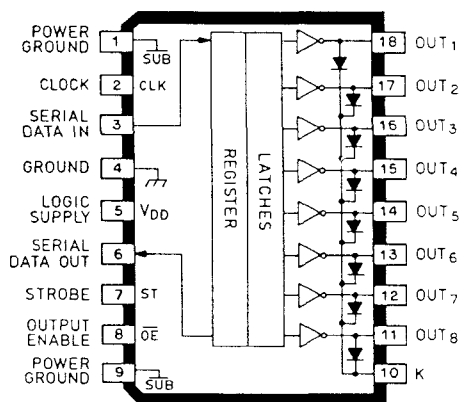 POWER GROUND 1 SUB
CLOCK 2 CLK
SERIAL DATA IN 3
GROUND 4
LOGIC SUPPLY 5 VDD
SERIAL DATA OUT 6
STROBE 7 ST
OUTPUT ENABLE 8 OE
POWER GROUND 9 SUB
REGISTER
LATCHES
18 OUT1
17 OUT2
16 OUT3
15 OUT4
14 OUT5
13 OUT6
12 OUT7
11 OUT8
10 K